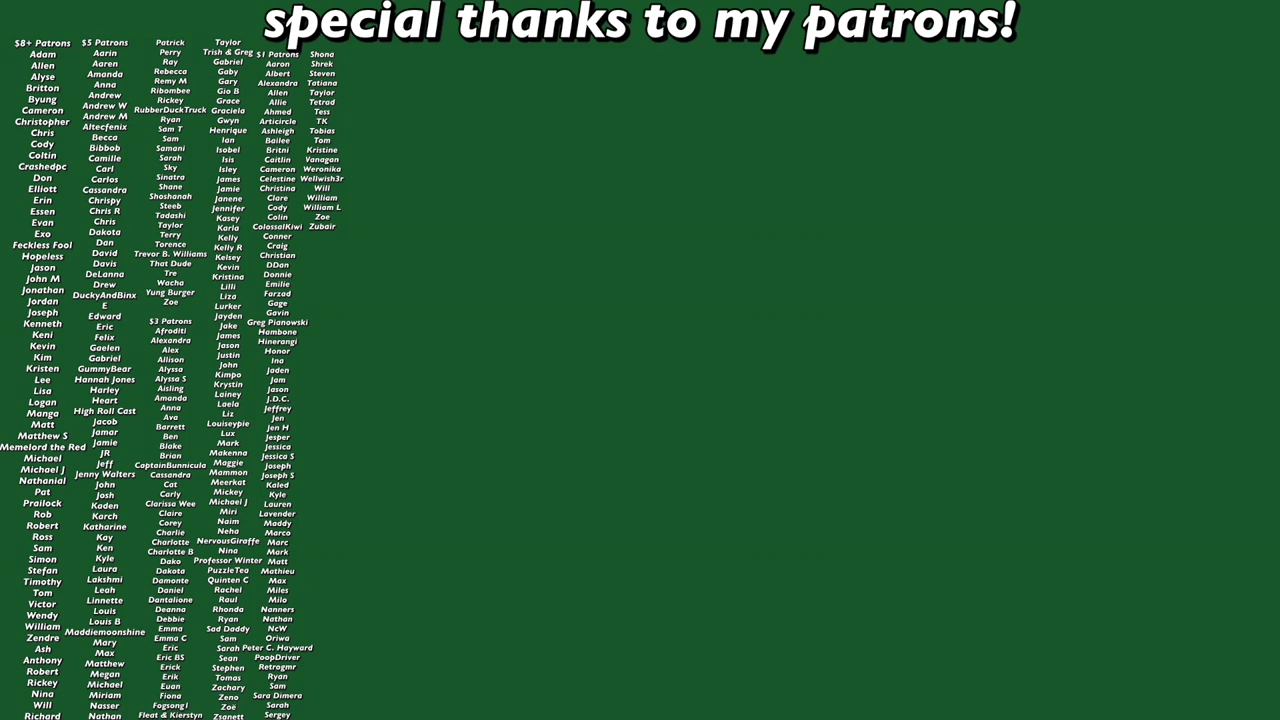 special thanks to my patrons!
$8+ Patrons
Adam
Allen
Alyse
Britton
Byung
Cameron
Christopher
Chris
Cody
Coltin
Crashedpc
Don
Elliott
Erin
Essen
Evan
Exo
Feckless Fool
Hopeless
Jason
John M
Jonathan
Jordan
Joseph
Kenneth
Keni
Kevin
Kim
Kristen
Lee
Lisa
Logan
Manga
Matt
Matthew S
Memelord the Red
Michael
Michael J
Nathanial
Pat
Prailock
Rob
Robert
Ross
Sam
Simon
Stefan
Timothy
Tom
Victor
Wendy
William
Zendre
Ash
Anthony
Robert
Rickey
Nina
Will
Richard
$5 Patrons
Aarin
Aaren
Amanda
Anna
Andrew
Andrew W
Andrew M
Altecfenix
Becca
Bibbob
Camille
Carl
Carlos
Cassandra
Chrispy
Chris R
Chris
Dakota
Dan
David
Davis
DeLanna
Drew
DuckyAndBinx
E
Edward
Eric
Felix
Gaelen
Gabriel
GummyBear
Hannah Jones
Harley
Heart
High Roll Cast
Jacob
Jamar
Jamie
JR
Jeff
Jenny Walters
John
Josh
Kaden
Karch
Katharine
Kay
Ken
Kyle
Laura
Lakshmi
Leah
Linnette
Louis
Louis B
Maddiemoonshine
Mary
Max
Matthew
Megan
Michael
Miriam
Nasser
Nathan
Patrick
Perry
Ray
Rebecca
Remy M
Ribombee
Rickey
RubberDuckTruck
Ryan
Sam T
Sam
Samani
Sarah
Sky
Sinatra
Shane
Shoshanah
Steeb
Tadashi
Taylor
Terry
Torence
Trevor B. Williams
That Dude
Tre
Wacha
Yung Burger
Zoe
$3 Patrons
Afroditi
Alexandra
Alex
Allison
Alyssa
Alyssa S
Aisling
Amanda
Anna
Ava
Barrett
Ben
Blake
Brian
CaptainBunnicula
Cassandra
Cat
Carly
Clarissa Wee
Claire
Corey
Charlie
Charlotte
Charlotte B
Dako
Dakota
Damonte
Daniel
Dantalione
Deanna
Debbie
Emma
Emma C
Eric
Eric BS
Erick
Erik
Euan
Fiona
Fogsong1
Fleat & Kierstyn
Taylor
Trish & Greg
Gabriel
Gaby
Gary
Gio B
Grace
Graciela
Gwyn
Henrique
Ian
Isobel
Isis
Isley
James
Jamie
Janene
Jennifer
Kasey
Karla
Kelly
Kelly R
Kelsey
Kevin
Kristina
Lilli
Liza
Lurker
Jayden
Jake
James
Jason
Justin
John
Kimpo
Krystin
Lainey
Laela
Liz
Louiseypie
Lux
Mark
Makenna
Maggie
Mammon
Meerkat
Mickey
Michael J
Miri
Naim
Neha
NervousGiraffe
Nina
Professor Winter
PuzzleTea
Quinten C
Rachel
Raul
Rhonda
Ryan
Sad Daddy
Sam
Sarah
Sean
Stephen
Tomas
Zachary
Zeno
Zoë
Zsanett
$1 Patrons
Aaron
Albert
Alexandra
Allen
Allie
Ahmed
Articircle
Ashleigh
Bailee
Britni
Caitlin
Cameron
Celestine
Christina
Clare
Cody
Colin
ColossalKiwi
Conner
Craig
Christian
DDan
Donnie
Emilie
Farzad
Gage
Gavin
Greg Pianowski
Hambone
Hinerangi
Honor
Ina
Jaden
Jam
Jason
J.D.C.
Jeffrey
Jen
Jen H
Jesper
Jessica
Jessica S
Joseph
Joseph S
Kaled
Kyle
Lauren
Lavender
Maddy
Marco
Marc
Mark
Matt
Mathieu
Max
Miles
Milo
Nanners
Nathan
NcW
Oriwa
Peter C. Hayward
PoopDriver
Retrogmr
Ryan
Sam
Sara Dimera
Sarah
Sergey
Shona
Shrek
Steven
Tatiana
Taylor
Tetrad
Tess
TK
Tobias
Tom
Kristine
Vanagan
Weronika
Wellwish3r
Will
William
William L
Zoe
Zubair